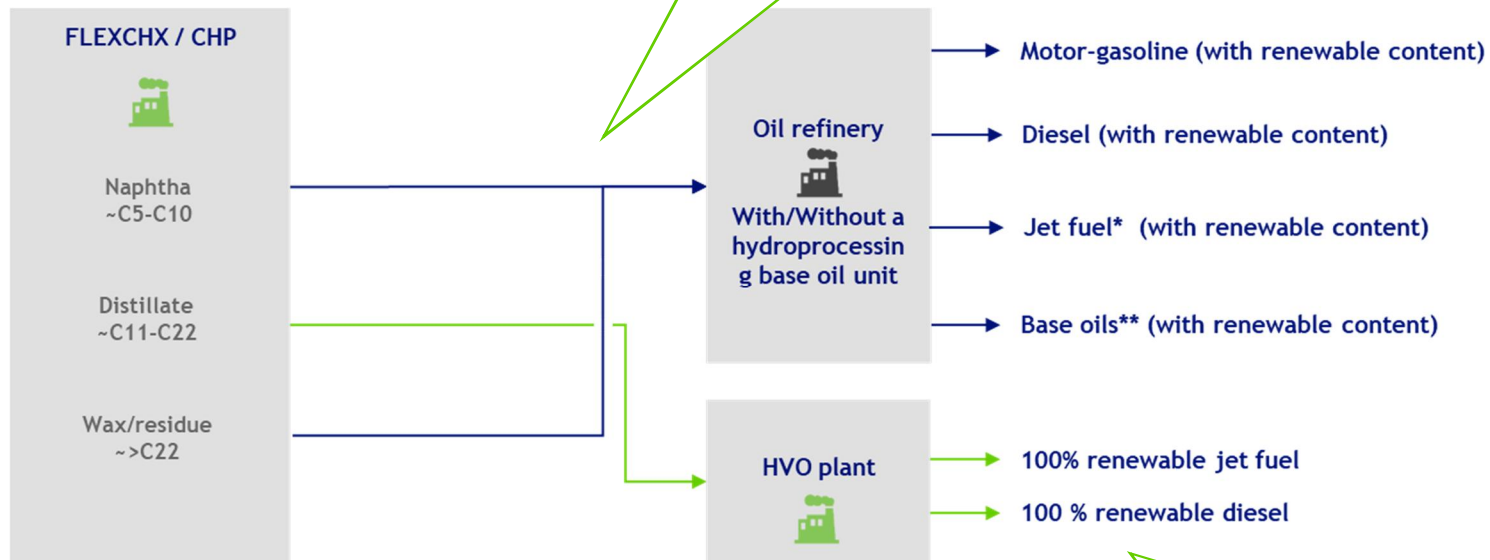 FLEXCHX / CHP
Naphtha
~C5-C10
Distillate
~C11-C22
Wax/residue
~>C22
Oil refinery
With/Without a
hydroprocessin
g base oil unit
HVO plant
Motor-gasoline (with renewable content)
Diesel (with renewable content)
Jet fuel* (with renewable content)
Base oils** (with renewable content)
100% renewable jet fuel
100 % renewable diesel